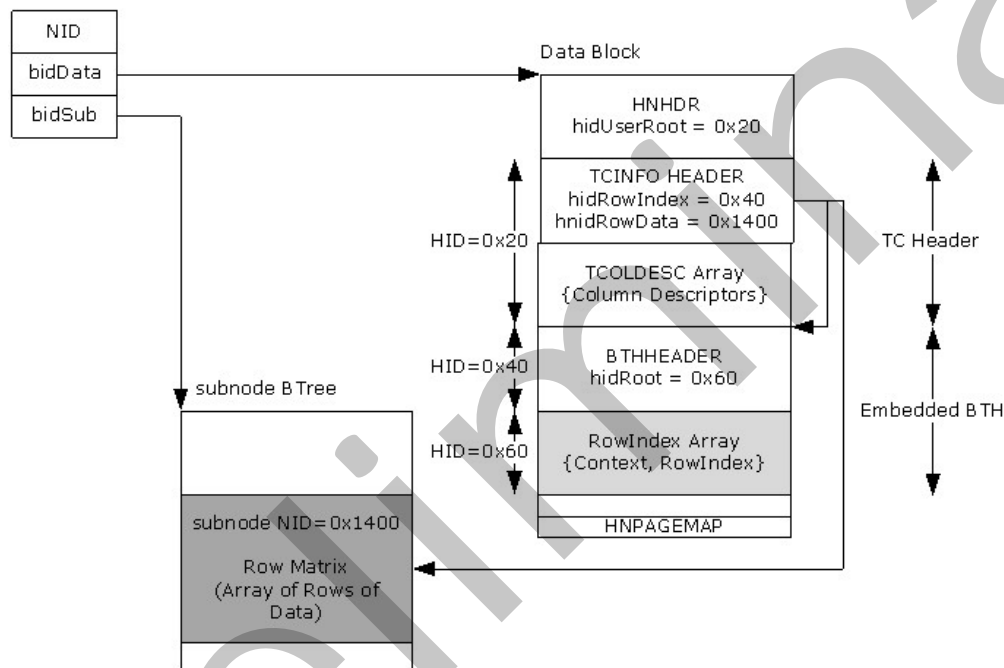 NID
bidData
bidSub
Data Block
HNHDR
hidUserRoot = 0x20
TCINFO HEADER
hidRowIndex = 0x40
hnidRowData = 0x1400
HID=0x20
TC Header
TCOLDESC Array
{Column Descriptors}
BTHHEADER
hidRoot = 0x60
HID=0x40
subnode BTree
Embedded BTH
RowIndex Array
{Context, RowIndex}
HID=0x60
HNPAGEMAP
subnode NID=0x1400
Row Matrix
(Array of Rows of
Data)